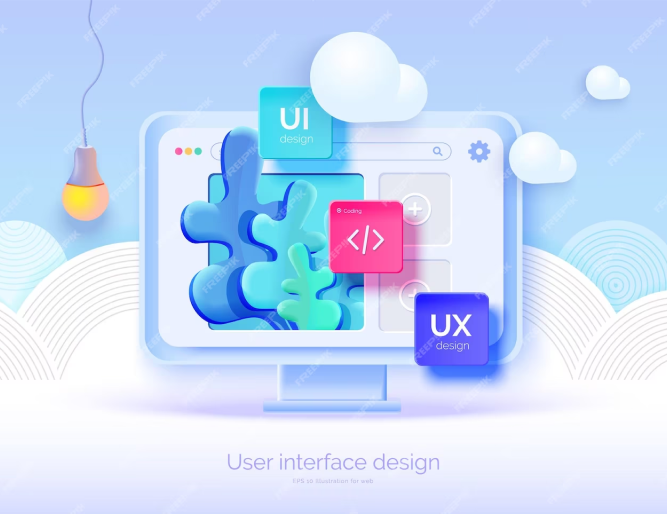 UI
design
Coding
</>
UX
design
User interface design
EPS 10 illustration for web